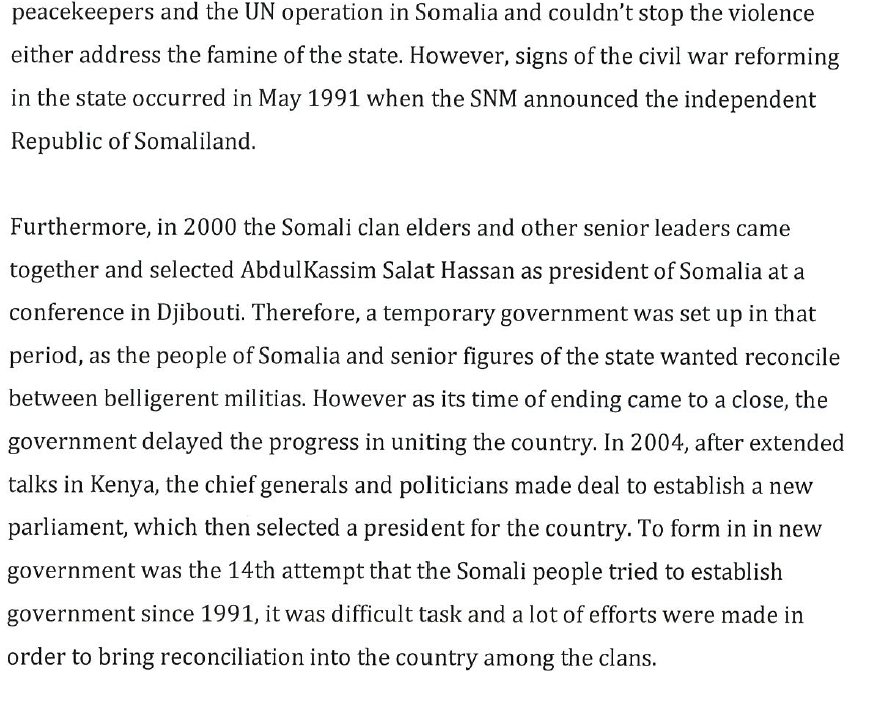 peacekeepers and the UN operation in Somalia and couldn't stop the violence
either address the famine of the state. However, signs of the civil war reforming
in the state occurred in May 1991 when the SNM announced the independent
Republic of Somaliland.
Furthermore, in 2000 the Somali clan elders and other senior leaders came
together and selected AbdulKassim Salat Hassan as president of Somalia at a
conference in Djibouti. Therefore, a temporary government was set up in that
period, as the people of Somalia and senior figures of the state wanted reconcile
between belligerent militias. However as its time of ending came to a close, the
government delayed the progress in uniting the country. In 2004, after extended
talks in Kenya, the chief generals and politicians made deal to establish a new
parliament, which then selected a president for the country. To form in in new
government was the 14th attempt that the Somali people tried to establish
government since 1991, it was difficult task and a lot of efforts were made in
order to bring reconciliation into the country among the clans.